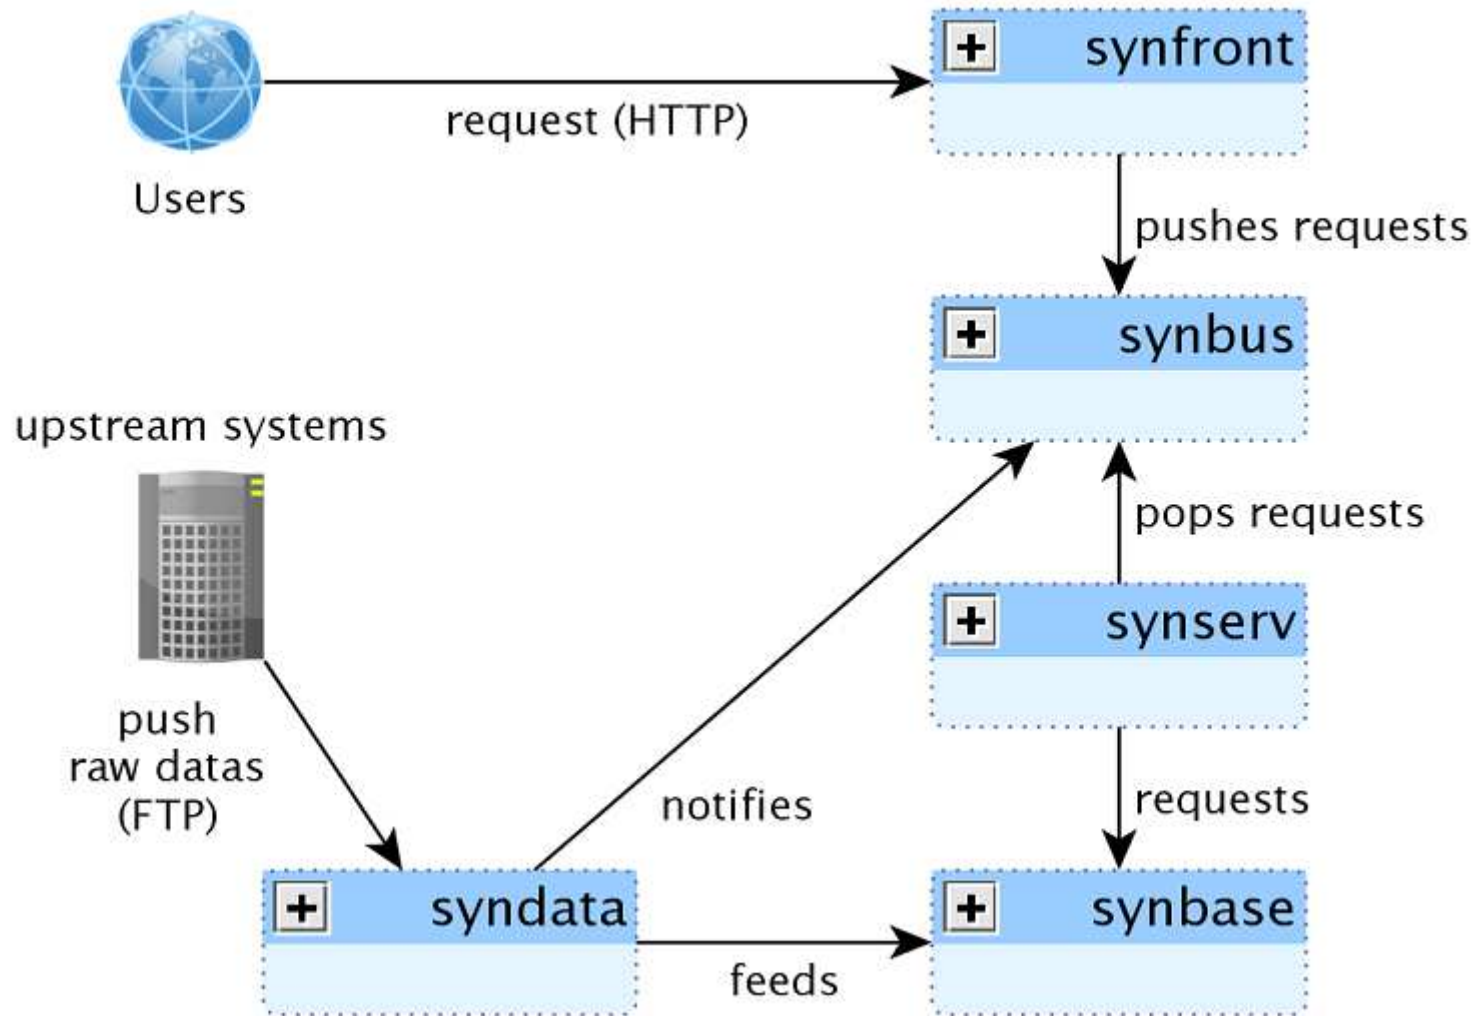 synfront
request (HTTP)
Users
pushes requests
synbus
upstream systems
pops requests
synserv
push
raw datas
(FTP)
notifies
requests
syndata
synbase
feeds